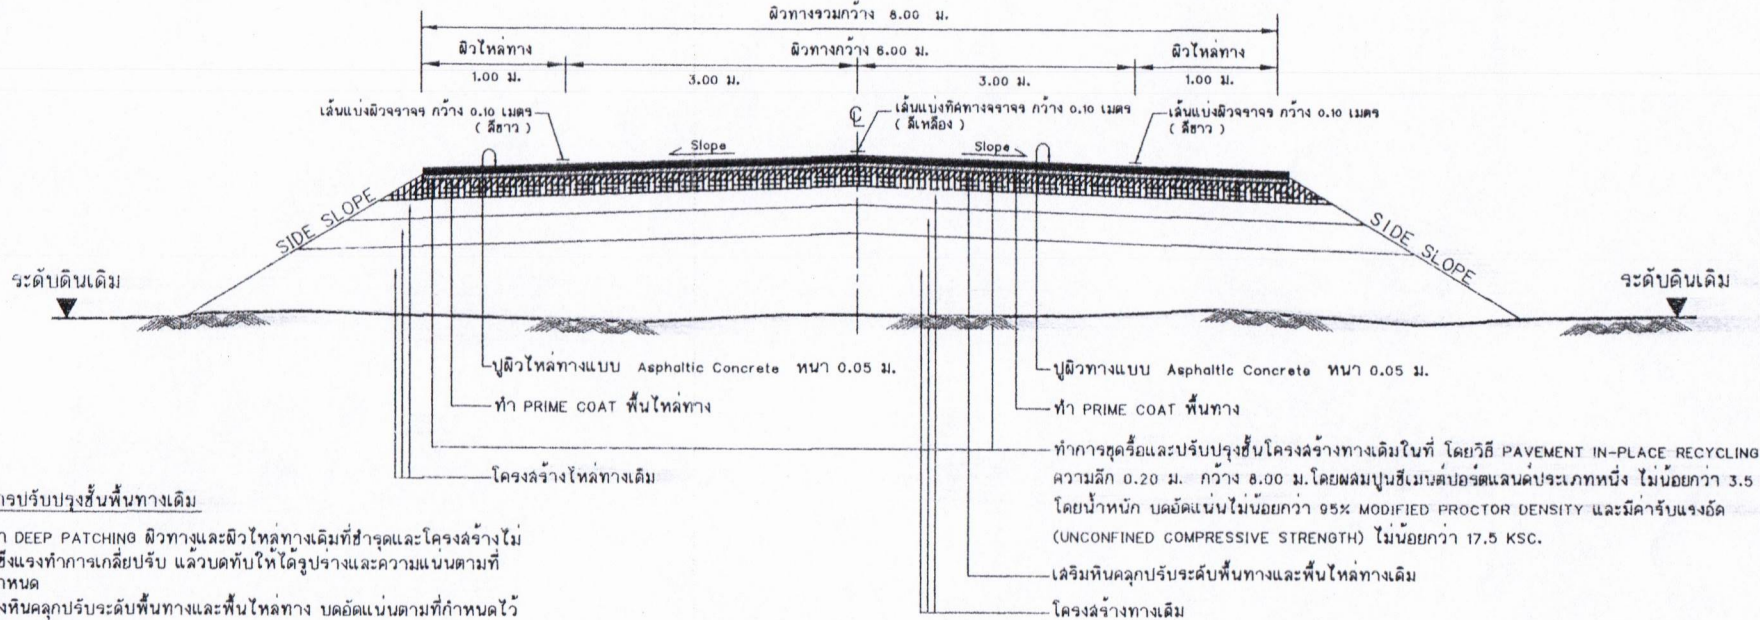 ผิวทางรวมกว้าง 8.00 ม.
ผิวไหล่ทาง
ผิวทางกว้าง 6.00 ม.
ผิวไหล่ทาง
1.00 ม.
3.00 ม.
3.00 ม.
1.00 ม.
เส้นแบ่งผิวจราจร กว้าง 0.10 เมตร
( สีขาว )
เส้นแบ่งทิศทางจราจร กว้าง 0.10 เมตร
( สีเหลือง )
เส้นแบ่งผิวจราจร กว้าง 0.10 เมตร
( สีขาว )
Slope
Slope
SIDE SLOPE
SIDE SLOPE
ระดับดินเดิม
ระดับดินเดิม
ปูผิวไหล่ทางแบบ Asphaltic Concrete หนา 0.05 ม.
ปูผิวทางแบบ Asphaltic Concrete หนา 0.05 ม.
ทำ PRIME COAT พื้นไหล่ทาง
ทำ PRIME COAT พื้นทาง
ทำการขุดรื้อและปรับปรุงชั้นโครงสร้างทางเดิมในที่ โดยวิธี PAVEMENT IN-PLACE RECYCLING
ความลึก 0.20 ม. กว้าง 8.00 ม.โดยผสมปูนซีเมนต์ปอร์ตแลนด์ประเภทหนึ่ง ไม่น้อยกว่า 3.5
โดยน้ำหนัก บดอัดแน่นไม่น้อยกว่า 95% MODIFIED PROCTOR DENSITY และมีค่ารับแรงอัด
(UNCONFINED COMPRESSIVE STRENGTH) ไม่น้อยกว่า 17.5 KSC.
โครงสร้างไหล่ทางเดิม
เสริมหินคลุกปรับระดับพื้นทางและพื้นไหล่ทางเดิม
โครงสร้างทางเดิม
ารปรับปรุงชั้นพื้นทางเดิม
า DEEP PATCHING ผิวทางและผิวไหล่ทางเดิมที่ชำรุดและโครงสร้างไม่
ข็งแรงทำการเกลี่ยปรับ แล้วบดทับให้ได้รูปร่างและความแน่นตามที่
ำหนด
งหินคลุกปรับระดับพื้นทางและพื้นไหล่ทาง บดอัดแน่นตามที่กำหนดไว้